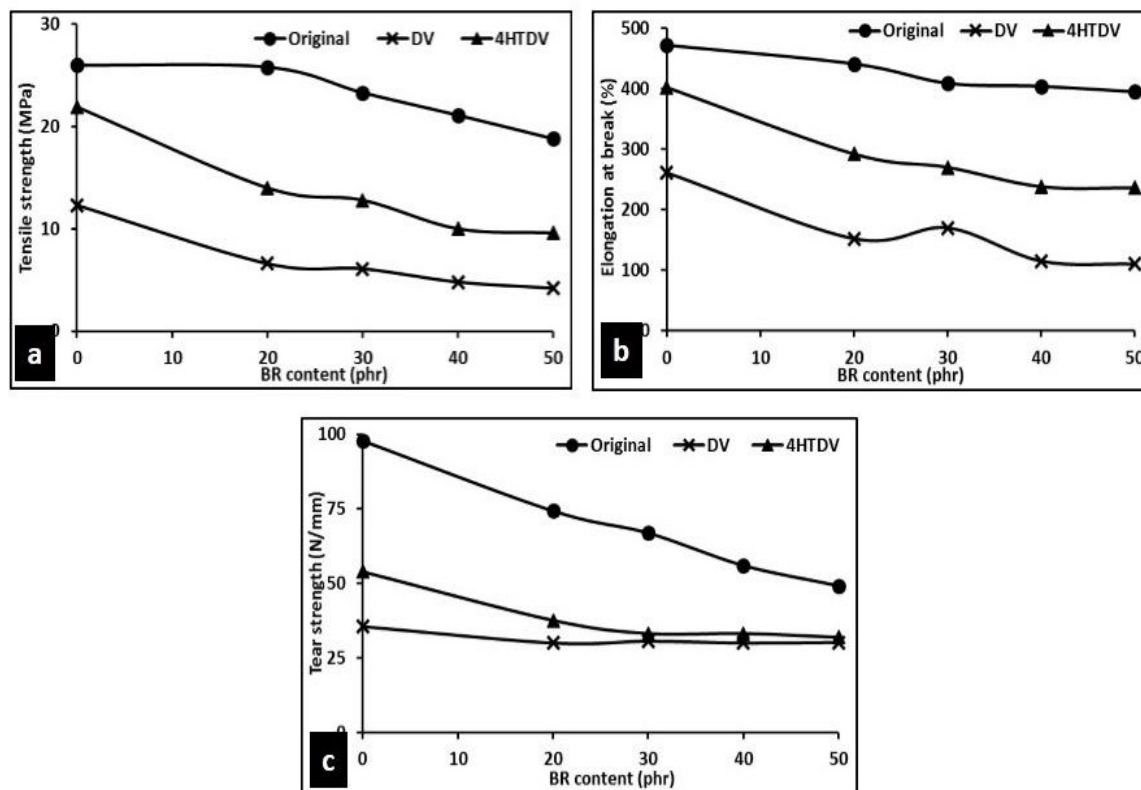 30
Original DV 4HTDV
20
10
0
Tensile strength (MPa)
0 10 20 30 40 50
BR content (phr)
a
500
Original DV 4HTDV
400
300
200
100
0
Elongation at break (%)
0 10 20 30 40 50
BR content (phr)
b
100
Original DV 4HTDV
75
50
25
0
Tear strength (N/mm)
0 10 20 30 40 50
BR content (phr)
c